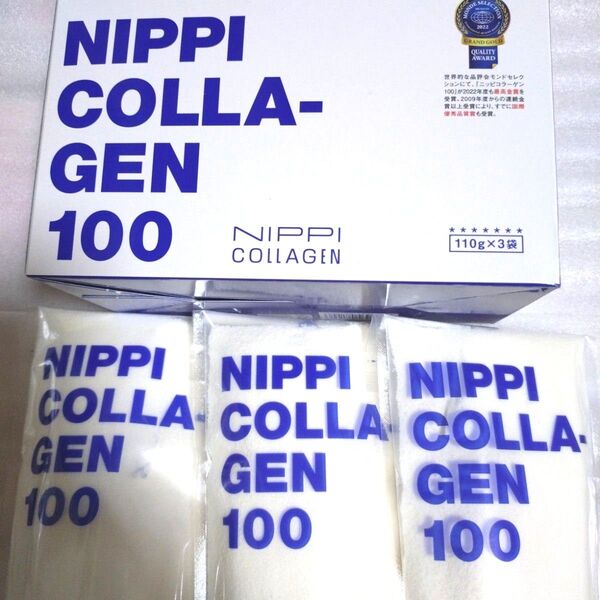 NIPPI
COLLA-
GEN
100
NIPPI
COLLAGEN
MONDE SELECTION
2022
GRAND GOLD
QUALITY
AWARD
世界的な品評会モンドセレク
ションにて、「ニッピコラーゲン
100」が2022年度も最高金賞を
受賞。2009年度からの連続金
賞以上受賞により、すでに国際
優秀品質賞も受賞。
★★★★★★★
110g×3袋
NIPPI
COLLA-
GEN
100
NIPPI
COLLA-
GEN
100
NIPPI
COLLA-
GEN
100